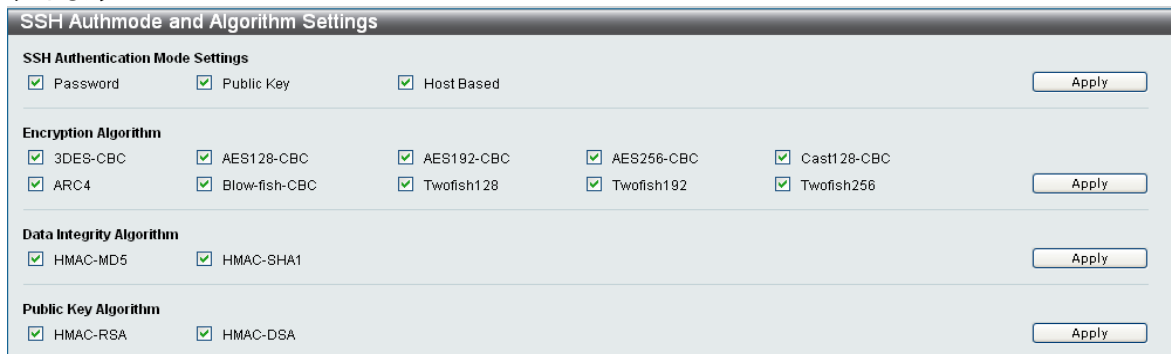 SSH Authmode and Algorithm Settings
SSH Authentication Mode Settings
Password Public Key Host Based Apply
Encryption Algorithm
3DES-CBC AES128-CBC AES192-CBC AES256-CBC Cast128-CBC
ARC4 Blow-fish-CBC Twofish128 Twofish192 Twofish256 Apply
Data Integrity Algorithm
HMAC-MD5 HMAC-SHA1 Apply
Public Key Algorithm
HMAC-RSA HMAC-DSA Apply